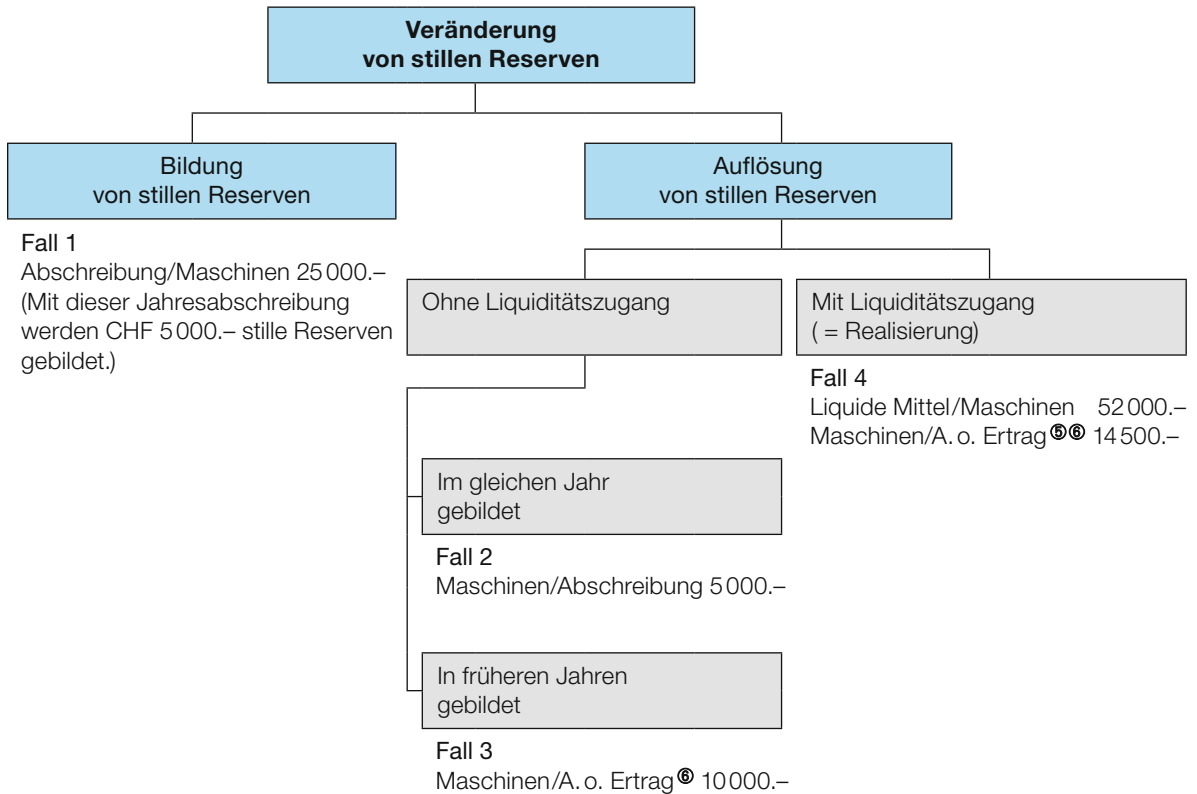 Veränderung
von stillen Reserven
Bildung
von stillen Reserven
Auflösung
von stillen Reserven
Fall 1
Abschreibung/Maschinen 25 000.–
(Mit dieser Jahresabschreibung
werden CHF 5 000.– stille Reserven
gebildet.)
Ohne Liquiditätszugang
Mit Liquiditätszugang
( = Realisierung)
Fall 4
Liquide Mittel/Maschinen 52 000.–
Maschinen/A. o. Ertrag ⑤⑥ 14 500.–
Im gleichen Jahr
gebildet
Fall 2
Maschinen/Abschreibung 5 000.–
In früheren Jahren
gebildet
Fall 3
Maschinen/A. o. Ertrag ⑥ 10 000.–